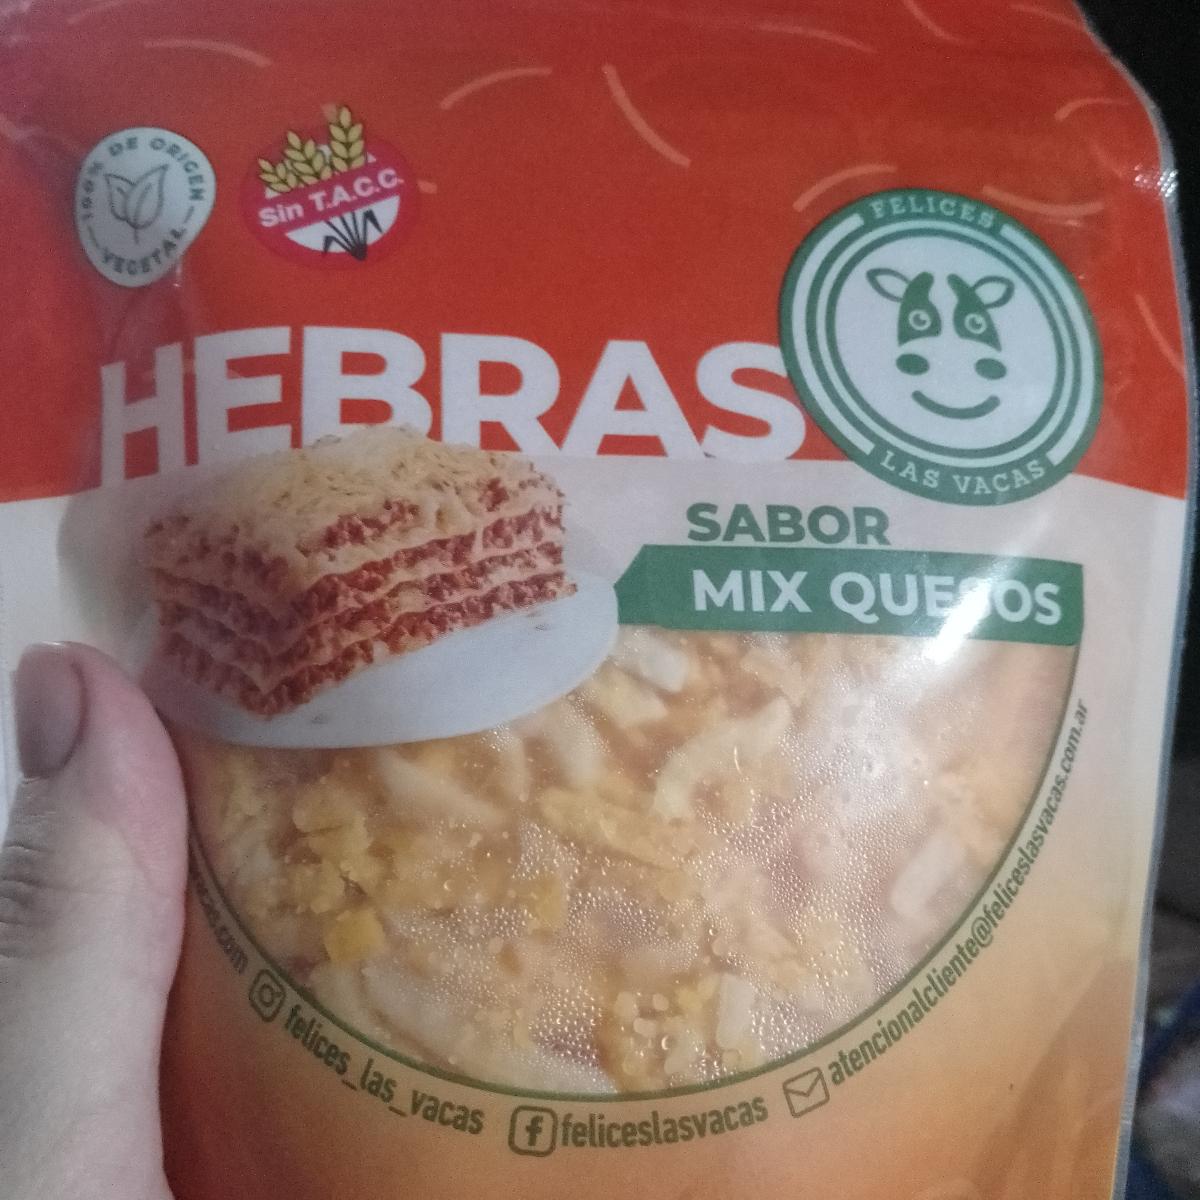 100% DE ORIGEN VEGETAL
Sin T.A.C.C.
FELICES
LAS VACAS
HEBRAS
SABOR
MIX QUESOS
felices_las_vacas
feliceslasvacas
atencionalcliente@feliceslasvacas.com.ar